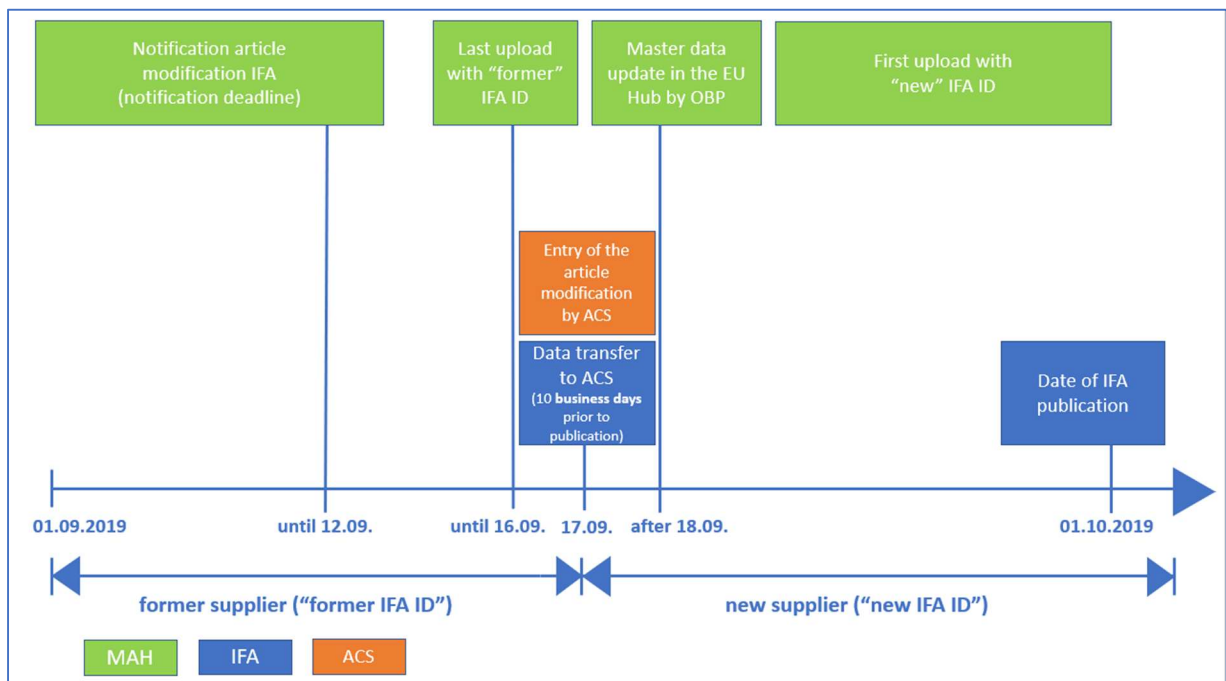 Notification article
modification IFA
(notification deadline)
Last upload
with “former”
IFA ID
Master data
update in the EU
Hub by OBP
First upload with
“new” IFA ID
Entry of the
article
modification
by ACS
Data transfer
to ACS
(10 business days
prior to
publication)
Date of IFA
publication
01.09.2019
until 12.09.
until 16.09.
17.09.
after 18.09.
01.10.2019
former supplier (“former IFA ID”)
new supplier (“new IFA ID”)
MAH
IFA
ACS